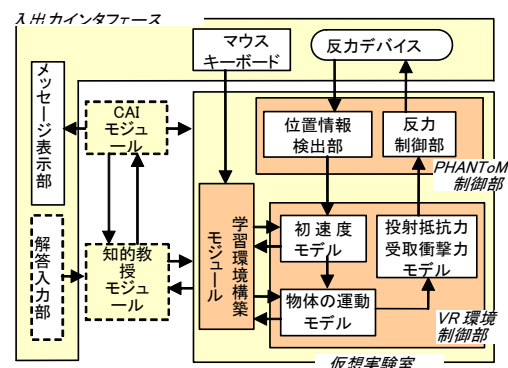 入出力インタフェース
マウス
キーボード
反力デバイス
メッセージ表示部
CAI
モジュ
ール
位置情報
検出部
反力
制御部
PHANToM
制御部
解答入力部
知的教
授モジ
ュール
学習環境構築
モジュール
初速度
モデル
投射抵抗力
受取衝撃力
モデル
物体の運動
モデル
VR環境
制御部
仮想実験室